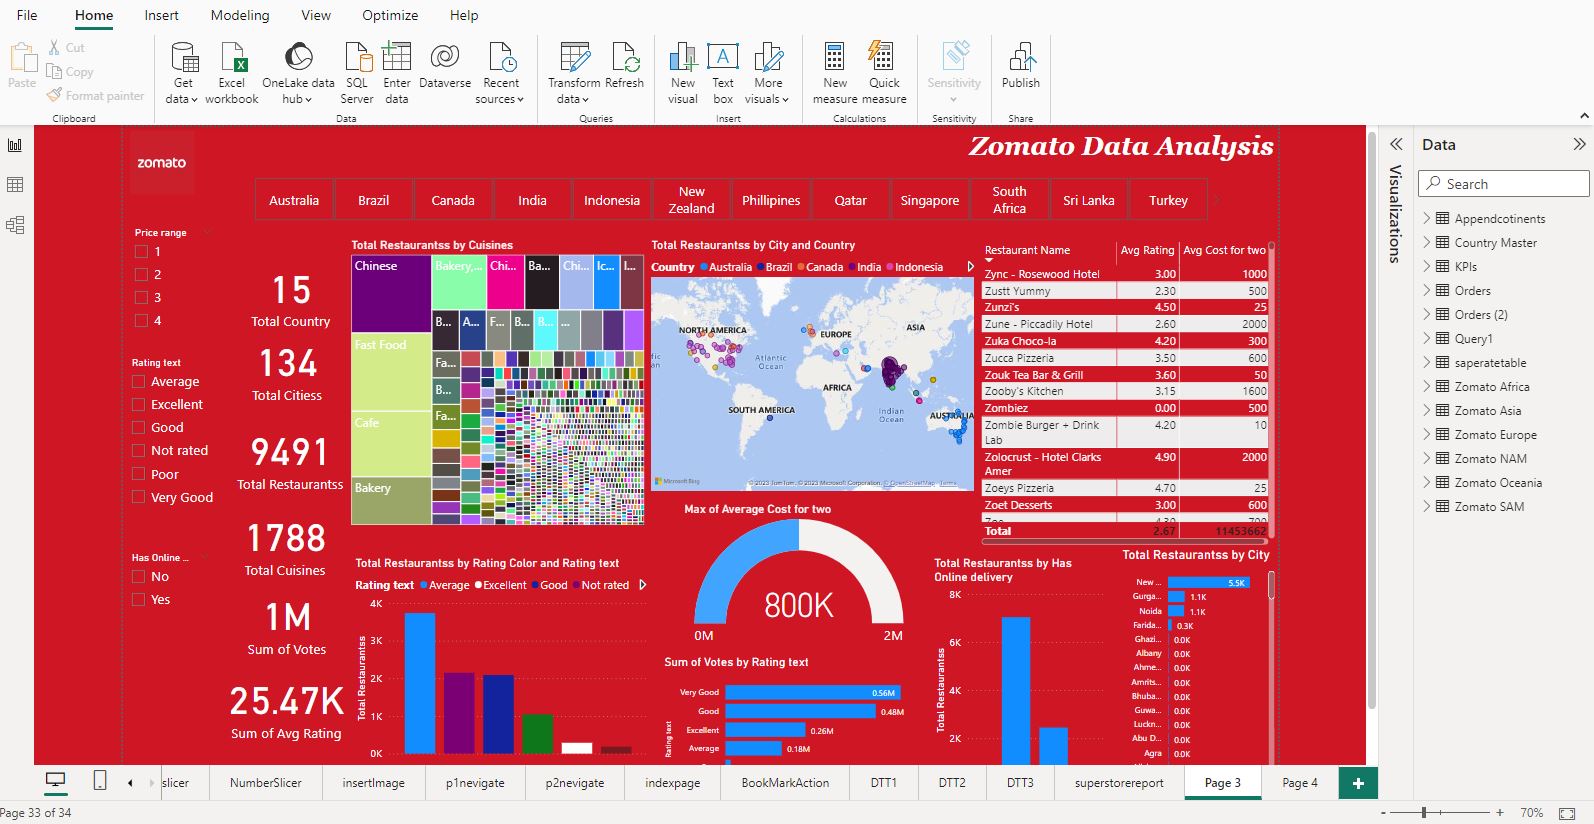 File Home Insert Modeling View Optimize Help
Paste
Cut
Copy
Format painter
Clipboard
Get data
Excel workbook
OneLake data hub
SQL Server
Enter data
Dataverse
Recent sources
Data
Transform data
Refresh
Queries
New visual
Text box
More visuals
Insert
New measure
Quick measure
Calculations
Sensitivity
Sensitivity
Publish
Share
zomato
Zomato Data Analysis
Australia Brazil Canada India Indonesia New Zealand Phillipines Qatar Singapore South Africa Sri Lanka Turkey
Price range
1
2
3
4
Rating text
Average
Excellent
Good
Not rated
Poor
Very Good
Has Online ...
No
Yes
15
Total Country
134
Total Citiess
9491
Total Restaurantss
1788
Total Cuisines
1M
Sum of Votes
25.47K
Sum of Avg Rating
Total Restaurantss by Cuisines
Chinese
Bakery,...
Chi...
Ba...
Chi...
Ic...
I...
B...
A...
F...
B...
B...
...
Fast Food
Fa...
B...
Fa...
Cafe
Bakery
Total Restaurantss by City and Country
Country Australia Brazil Canada India Indonesia
NORTH AMERICA
EUROPE
ASIA
Atlantic Ocean
AFRICA
SOUTH AMERICA
Indian Ocean
AUSTRALIA
Microsoft Bing
© 2023 TomTom, © 2023 Microsoft Corporation, © OpenStreetMap Terms
Restaurant Name Avg Rating Avg Cost for two
Zync - Rosewood Hotel 3.00 1000
Zustt Yummy 2.30 500
Zunzi's 4.50 25
Zune - Piccadily Hotel 2.60 2000
Zuka Choco-la 4.20 300
Zucca Pizzeria 3.50 600
Zouk Tea Bar & Grill 3.60 50
Zooby's Kitchen 3.15 1600
Zombiez 0.00 500
Zombie Burger + Drink Lab 4.20 10
Zolocrust - Hotel Clarks Amer 4.90 2000
Zoeys Pizzeria 4.70 25
Zoet Desserts 3.00 600
Zoe 4.30 700
Total 2.67 11453662
Total Restaurantss by Rating Color and Rating text
Rating text Average Excellent Good Not rated
Total Restaurantss
4K
3K
2K
1K
0K
Max of Average Cost for two
800K
0M
2M
Sum of Votes by Rating text
Rating text
Very Good 0.56M
Good 0.48M
Excellent 0.26M
Average 0.18M
Total Restaurantss by Has Online delivery
Total Restaurantss
8K
6K
4K
2K
Total Restaurantss by City
New ... 5.5K
Gurga... 1.1K
Noida 1.1K
Farida... 0.3K
Ghazi... 0.0K
Albany 0.0K
Ahme... 0.0K
Amrits... 0.0K
Bhuba... 0.0K
Guwa... 0.0K
Luckn... 0.0K
Abu D... 0.0K
Agra 0.0K
Visualizations
Data
Search
Appendcotinents
Country Master
KPIs
Orders
Orders (2)
Query1
saperatetable
Zomato Africa
Zomato Asia
Zomato Europe
Zomato NAM
Zomato Oceania
Zomato SAM
slicer NumberSlicer insertImage p1nevigate p2nevigate indexpage BookMarkAction DTT1 DTT2 DTT3 superstorereport Page 3 Page 4 +
Page 33 of 34
- + 70%